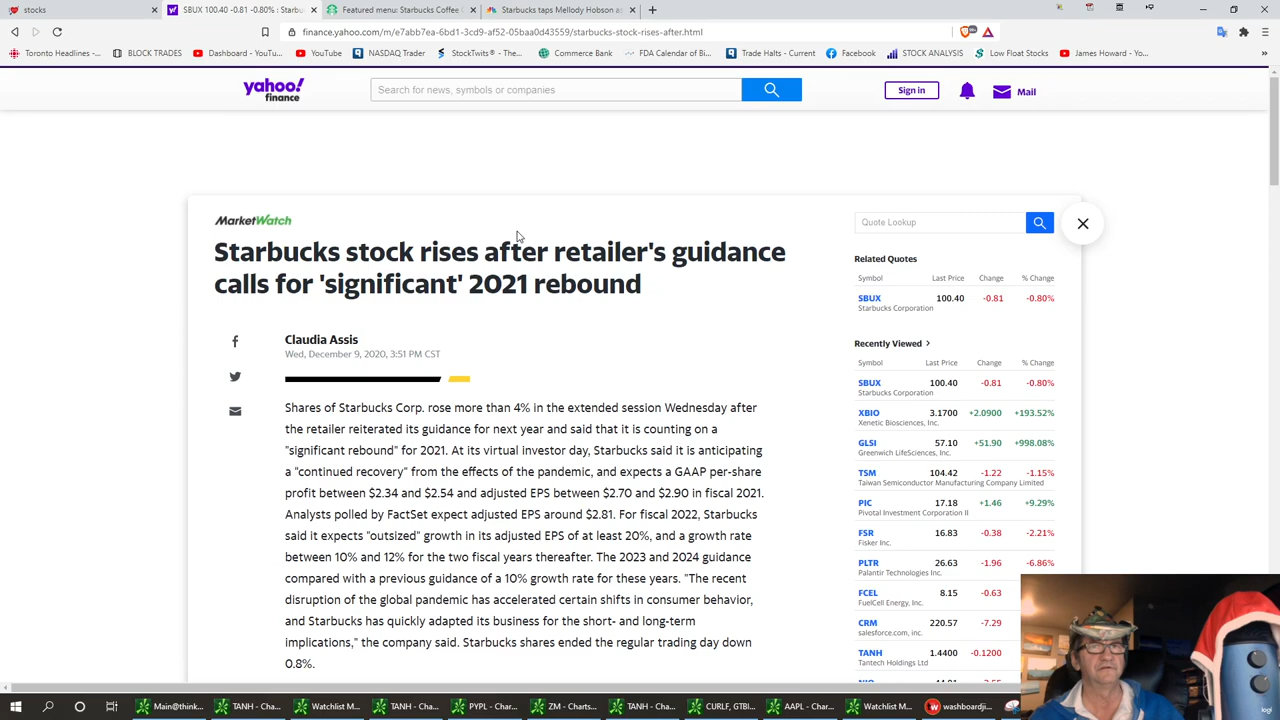 stocks
SBUX 100.40 -0.81 -0.80% : Starbu
Featured menu: Starbucks Coffee C
Starbucks taps Mellody Hobson as
finance.yahoo.com/m/e7abb7ea-6bd1-3cd9-af52-05baa0d43559/starbucks-stock-rises-after.html
Toronto Headlines -...
BLOCK TRADES
Dashboard - YouTu...
YouTube
NASDAQ Trader
StockTwits® - The...
Commerce Bank
FDA Calendar of Bi...
Trade Halts - Current
Facebook
STOCK ANALYSIS
Low Float Stocks
James Howard - Yo...
yahoo!
finance
Search for news, symbols or companies
Sign in
Mail
MarketWatch
Starbucks stock rises after retailer's guidance
calls for 'significant' 2021 rebound
Claudia Assis
Wed, December 9, 2020, 3:51 PM CST
Shares of Starbucks Corp. rose more than 4% in the extended session Wednesday after
the retailer reiterated its guidance for next year and said that it is counting on a
"significant rebound" for 2021. At its virtual investor day, Starbucks said it is anticipating
a "continued recovery" from the effects of the pandemic, and expects a GAAP per-share
profit between $2.34 and $2.54 and adjusted EPS between $2.70 and $2.90 in fiscal 2021.
Analysts polled by FactSet expect adjusted EPS around $2.81. For fiscal 2022, Starbucks
said it expects "outsized" growth in its adjusted EPS of at least 20%, and a growth rate
between 10% and 12% for the two fiscal years thereafter. The 2023 and 2024 guidance
compared with a previous guidance of a 10% growth rate for these years. "The recent
disruption of the global pandemic has accelerated certain shifts in consumer behavior,
and Starbucks has quickly adapted its business for the short- and long-term
implications," the company said. Starbucks shares ended the regular trading day down
0.8%.
Quote Lookup
Related Quotes
Symbol Last Price Change % Change
SBUX 100.40 -0.81 -0.80%
Starbucks Corporation
Recently Viewed
Symbol Last Price Change % Change
SBUX 100.40 -0.81 -0.80%
Starbucks Corporation
XBIO 3.1700 +2.0900 +193.52%
Xenetic Biosciences, Inc.
GLSI 57.10 +51.90 +998.08%
Greenwich LifeSciences, Inc.
TSM 104.42 -1.22 -1.15%
Taiwan Semiconductor Manufacturing Company Limited
PIC 17.18 +1.46 +9.29%
Pivotal Investment Corporation II
FSR 16.83 -0.38 -2.21%
Fisker Inc.
PLTR 26.63 -1.96 -6.86%
Palantir Technologies Inc.
FCEL 8.15 -0.63
FuelCell Energy, Inc.
CRM 220.57 -7.29
salesforce.com, inc.
TANH 1.4400 -0.1200
Tantech Holdings Ltd
Main@think...
TANH - Cha...
Watchlist M...
TANH - Cha...
PYPL - Char...
ZM - Charts...
TANH - Cha...
CURLF, GTBI...
AAPL - Char...
Watchlist M...
washboardji...
logi